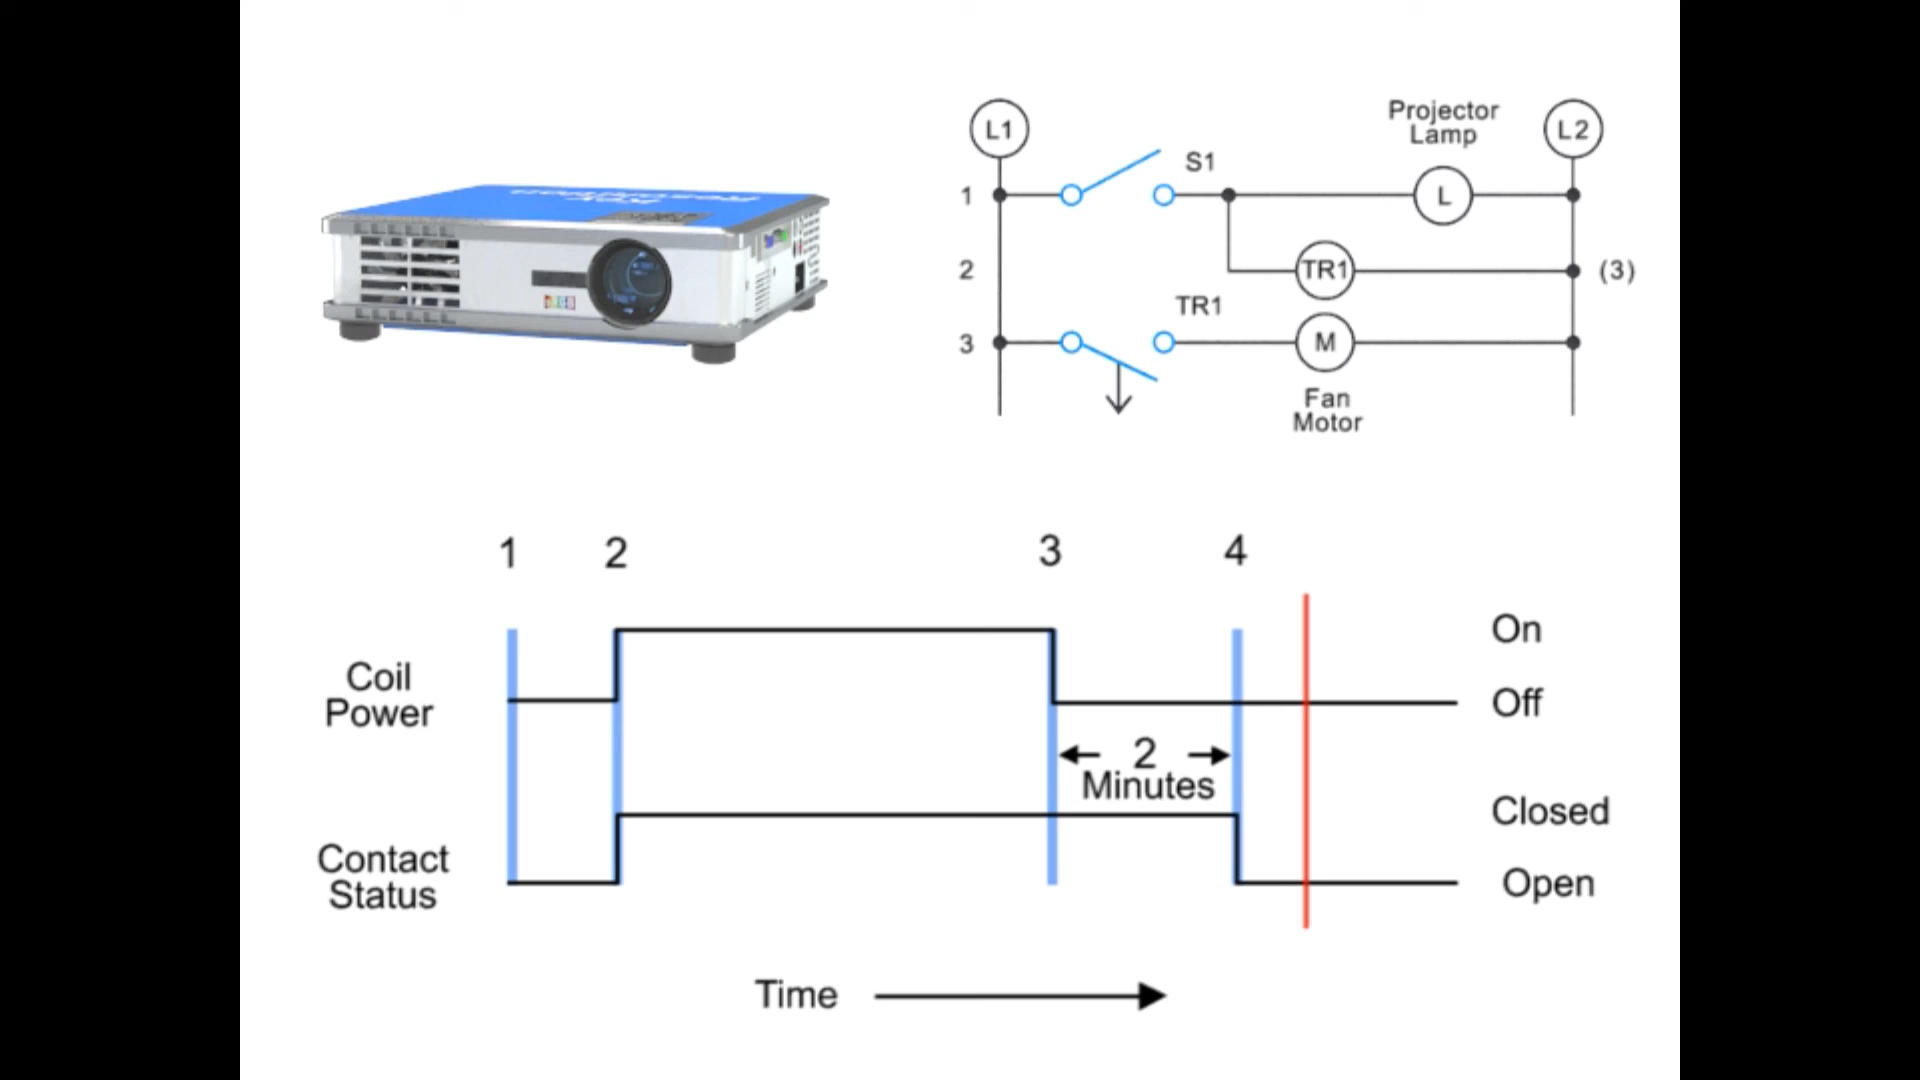 L1
Projector
Lamp
L2
S1
1
L
2
TR1
(3)
TR1
3
M
Fan
Motor
1
2
3
4
On
Coil
Power
Off
2
Minutes
Closed
Contact
Status
Open
Time